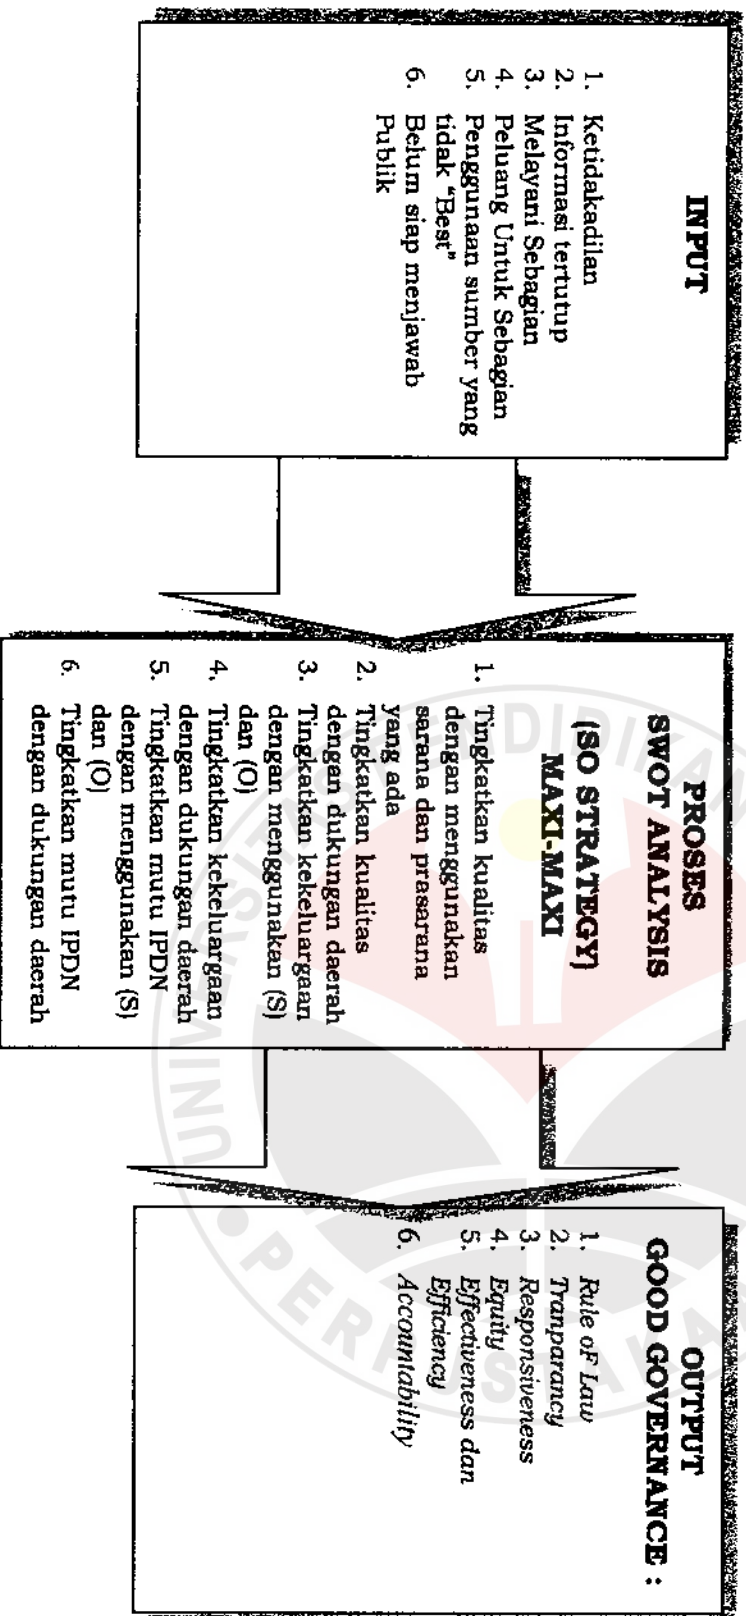 INPUT
1. Ketidakadilan
2. Informasi tertutup
3. Melayani Sebagian
4. Peluang Untuk Sebagian
5. Penggunaan sumber yang
tidak "Best"
6. Belum siap menjawab
Publik
PROSES
SWOT ANALYSIS
(SO STRATEGY)
MAXI-MAXI
1. Tingkatkan kualitas
dengan menggunakan
sarana dan prasarana
yang ada
2. Tingkatkan kualitas
dengan dukungan daerah
3. Tingkatkan kekeluargaan
dengan menggunakan (S)
dan (O)
4. Tingkatkan kekeluargaan
dengan dukungan daerah
5. Tingkatkan mutu IPDN
dengan menggunakan (S)
dan (O)
6. Tingkatkan mutu IPDN
dengan dukungan daerah
OUTPUT
GOOD GOVERNANCE :
1. Rule oF Law
2. Tranparancy
3. Responsiveness
4. Equity
5. Effectiveness dan
Efficiency
6. Accountability